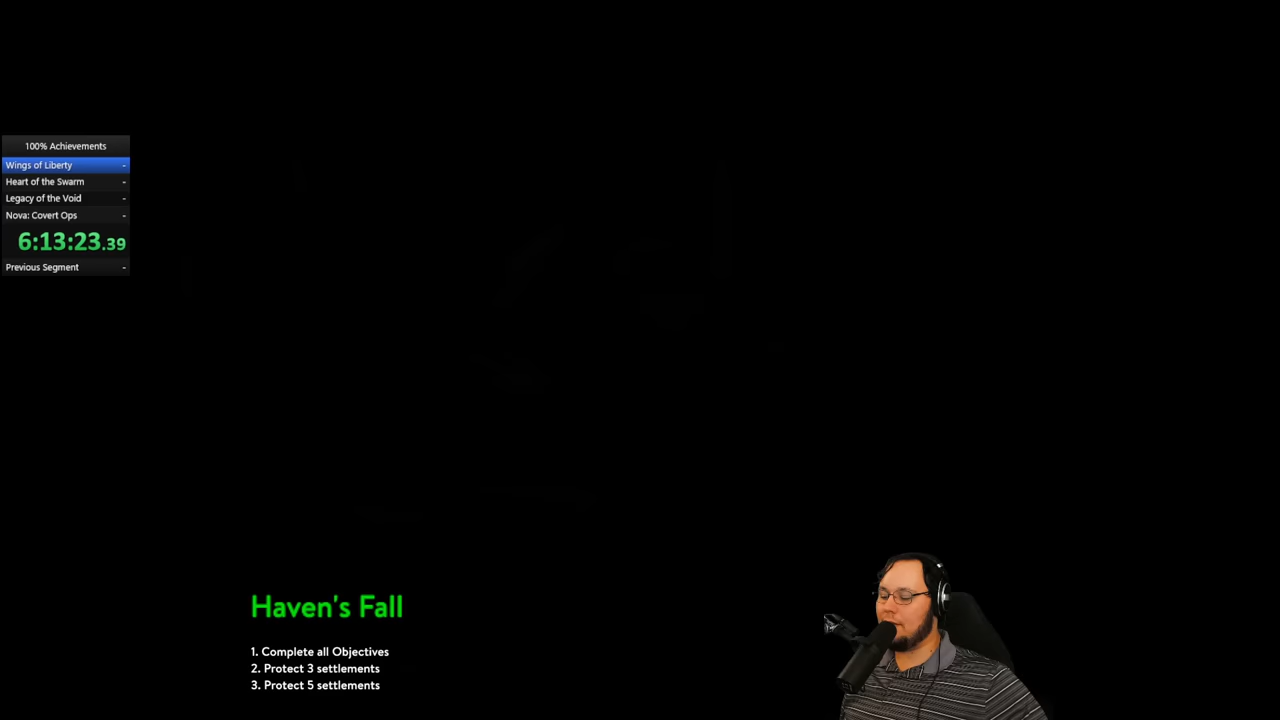 100% Achievements
Wings of Liberty -
Heart of the Swarm -
Legacy of the Void -
Nova: Covert Ops -
6:13:23.39
Previous Segment -
Haven's Fall
1. Complete all Objectives
2. Protect 3 settlements
3. Protect 5 settlements